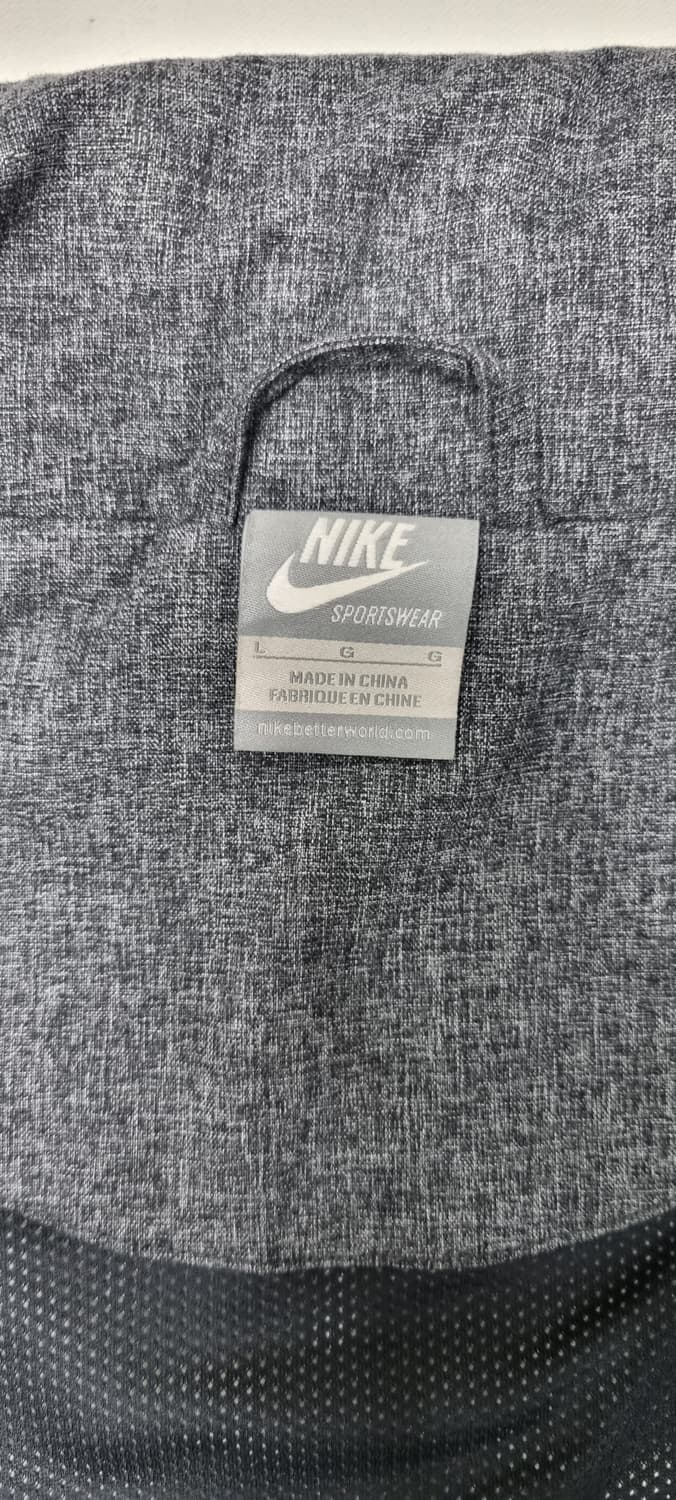 NIKE
SPORTSWEAR
L G G
MADE IN CHINA
FABRIQUE EN CHINE
nikebetterworld.com